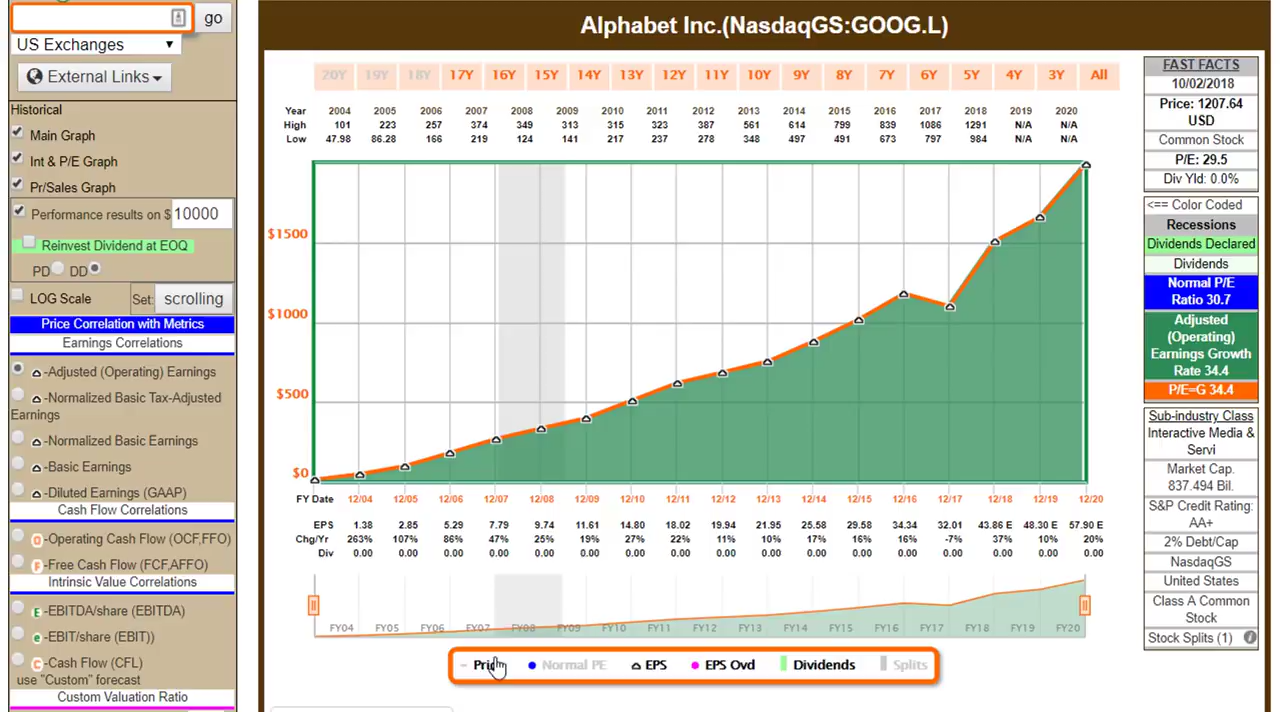 go
US Exchanges
External Links
Historical
Main Graph
Int & P/E Graph
Pr/Sales Graph
Performance results on $ 10000
Reinvest Dividend at EOQ
PD DD
LOG Scale Set: scrolling
Price Correlation with Metrics
Earnings Correlations
-Adjusted (Operating) Earnings
-Normalized Basic Tax-Adjusted
Earnings
-Normalized Basic Earnings
-Basic Earnings
-Diluted Earnings (GAAP)
Cash Flow Correlations
O -Operating Cash Flow (OCF,FFO)
F -Free Cash Flow (FCF,AFFO)
Intrinsic Value Correlations
E -EBITDA/share (EBITDA)
e -EBIT/share (EBIT))
C -Cash Flow (CFL)
use "Custom" forecast
Custom Valuation Ratio
Alphabet Inc.(NasdaqGS:GOOG.L)
20Y 19Y 18Y 17Y 16Y 15Y 14Y 13Y 12Y 11Y 10Y 9Y 8Y 7Y 6Y 5Y 4Y 3Y All
Year 2004 2005 2006 2007 2008 2009 2010 2011 2012 2013 2014 2015 2016 2017 2018 2019 2020
High 101 223 257 374 349 313 315 323 387 561 614 799 839 1086 1291 N/A N/A
Low 47.98 86.28 166 219 124 141 217 237 278 348 497 491 673 797 984 N/A N/A
$1500
$1000
$500
$0
FY Date 12/04 12/05 12/06 12/07 12/08 12/09 12/10 12/11 12/12 12/13 12/14 12/15 12/16 12/17 12/18 12/19 12/20
EPS 1.38 2.85 5.29 7.79 9.74 11.61 14.80 18.02 19.94 21.95 25.58 29.58 34.34 32.01 43.86 E 48.30 E 57.90 E
Chg/Yr 263% 107% 86% 47% 25% 19% 27% 22% 11% 10% 17% 16% 16% -7% 37% 10% 20%
Div 0.00 0.00 0.00 0.00 0.00 0.00 0.00 0.00 0.00 0.00 0.00 0.00 0.00 0.00 0.00 0.00 0.00
FY04 FY05 FY06 FY07 FY08 FY09 FY10 FY11 FY12 FY13 FY14 FY15 FY16 FY17 FY18 FY19 FY20
Normal PE EPS EPS Ovd Dividends Splits
FAST FACTS
10/02/2018
Price: 1207.64
USD
Common Stock
P/E: 29.5
Div Yld: 0.0%
<== Color Coded
Recessions
Dividends Declared
Dividends
Normal P/E
Ratio 30.7
Adjusted
(Operating)
Earnings Growth
Rate 34.4
P/E=G 34.4
Sub-industry Class
Interactive Media &
Servi
Market Cap.
837.494 Bil.
S&P Credit Rating:
AA+
2% Debt/Cap
NasdaqGS
United States
Class A Common
Stock
Stock Splits (1) i